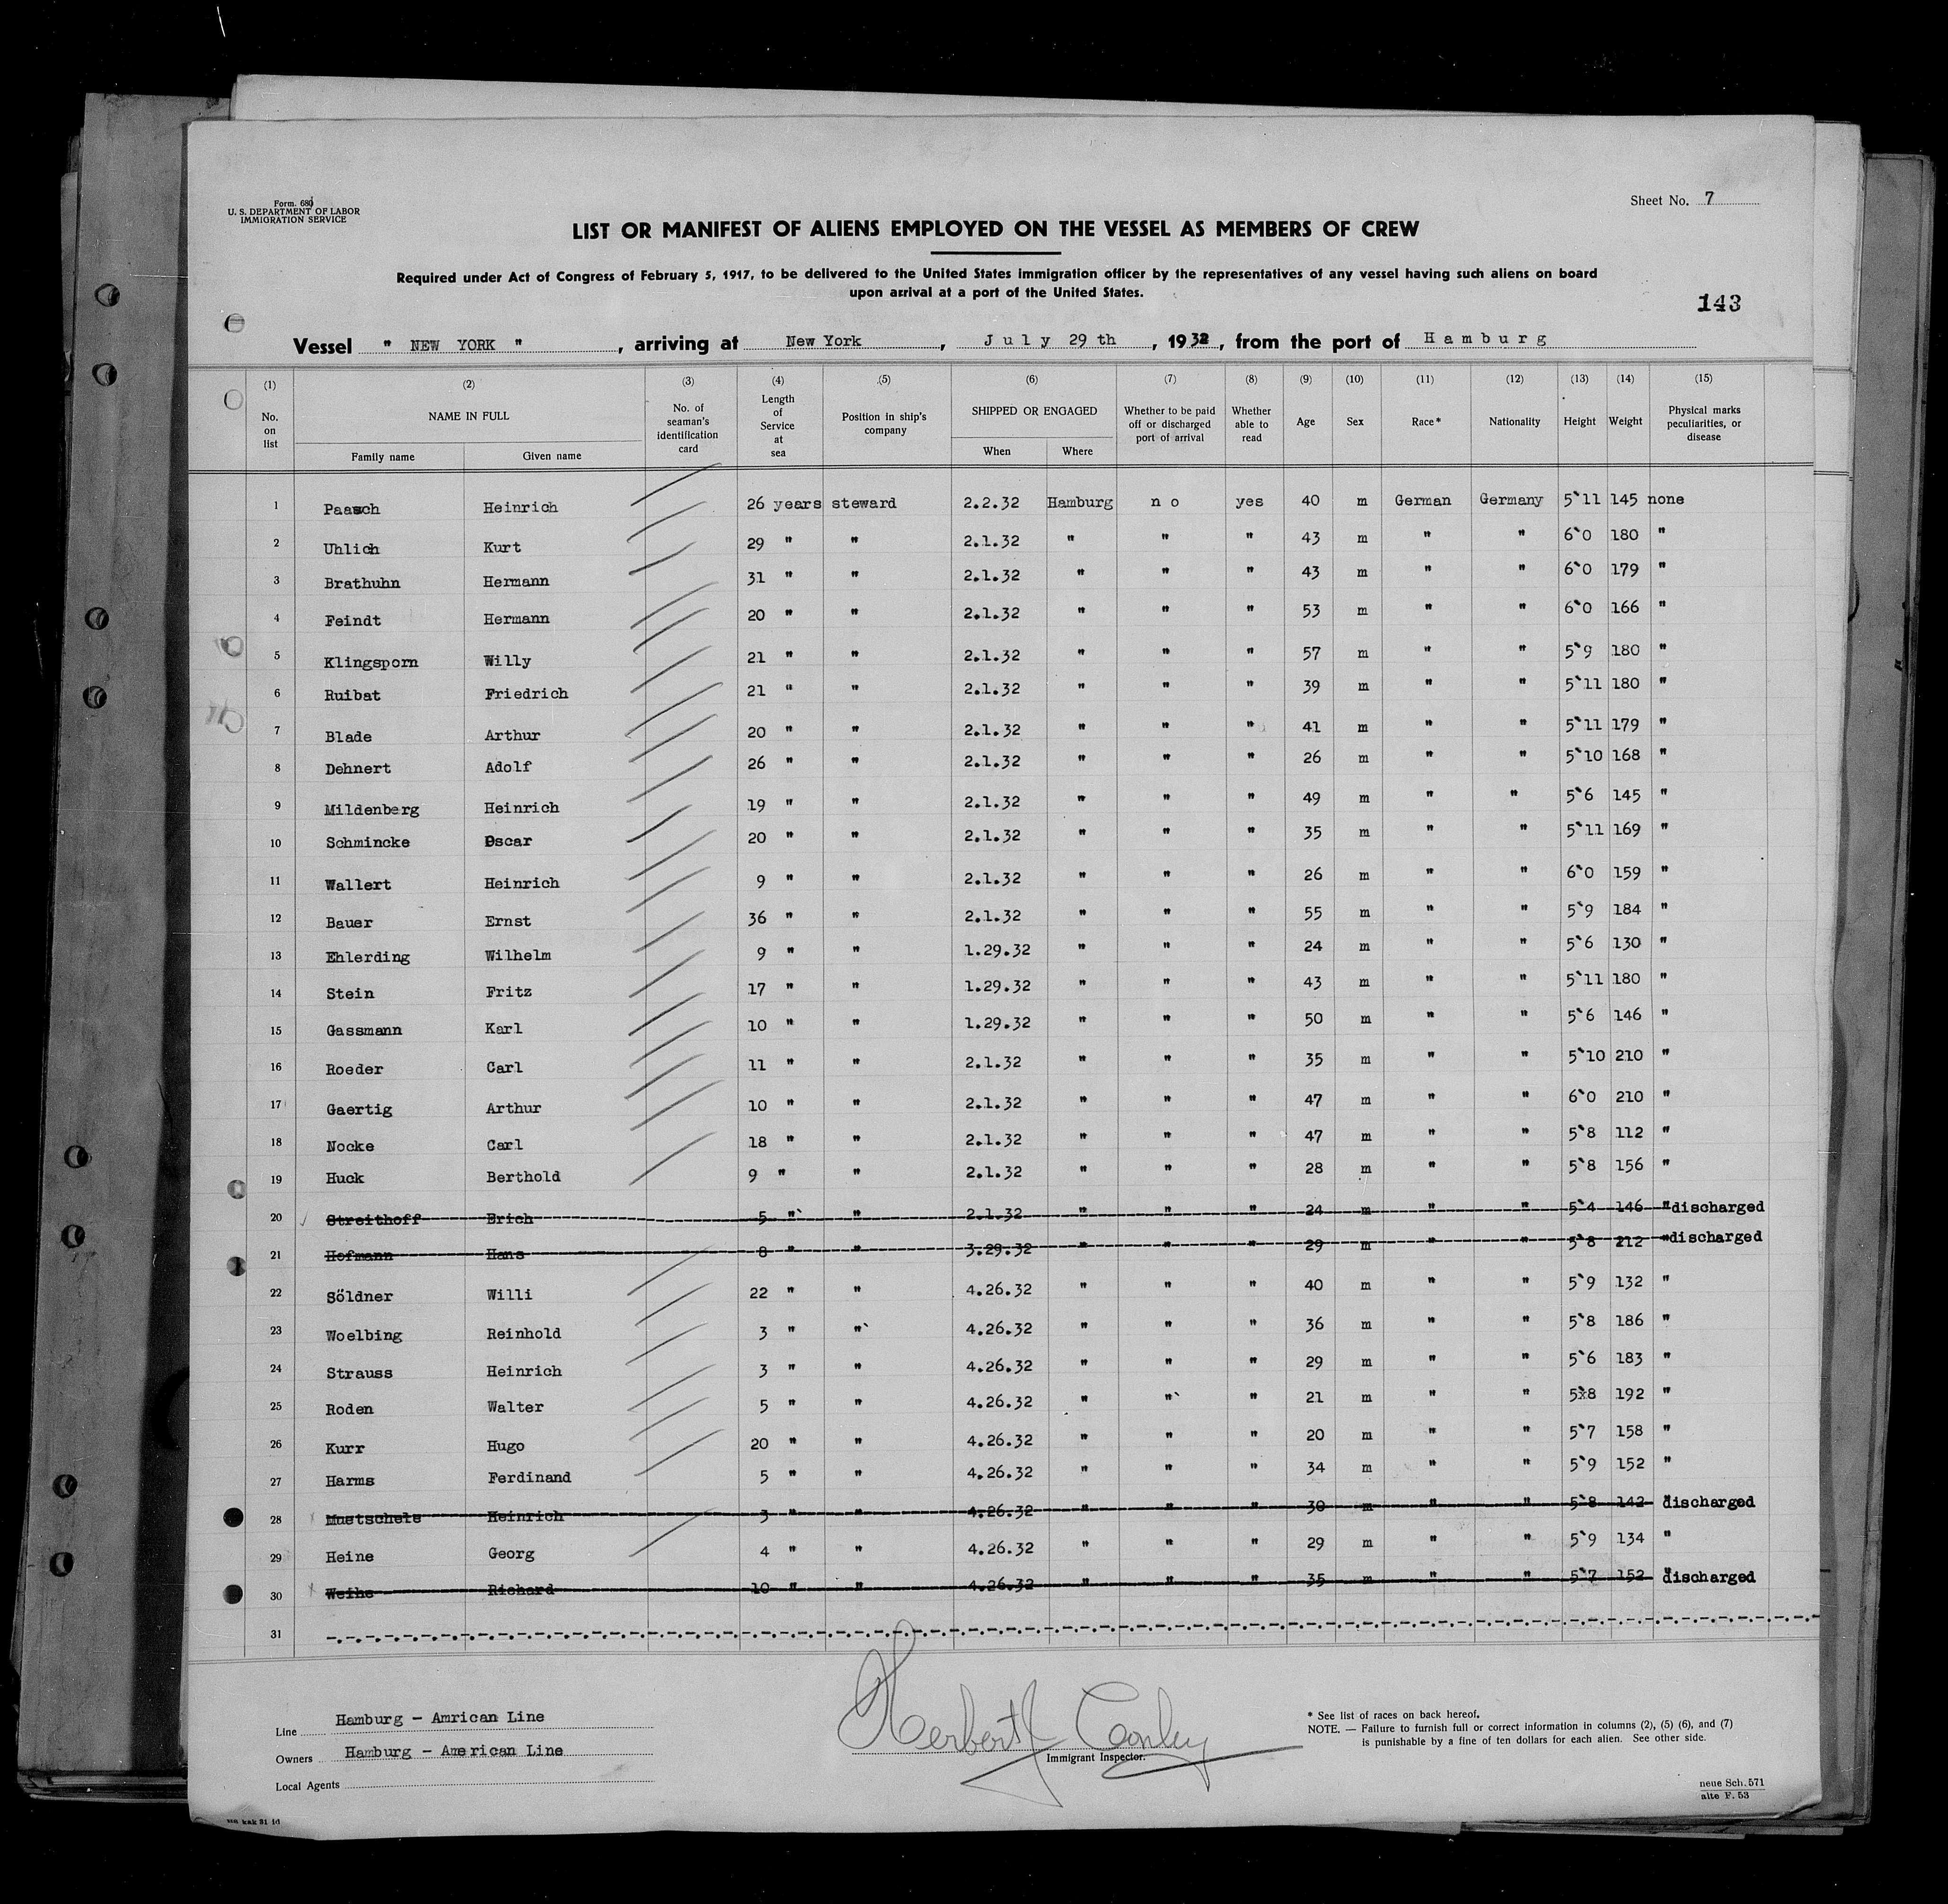 Form. 680
U. S. DEPARTMENT OF LABOR
IMMIGRATION SERVICE
Sheet No. 7
LIST OR MANIFEST OF ALIENS EMPLOYED ON THE VESSEL AS MEMBERS OF CREW
Required under Act of Congress of February 5, 1917, to be delivered to the United States immigration officer by the representatives of any vessel having such aliens on board
upon arrival at a port of the United States.
143
Vessel " NEW YORK " , arriving at New York , July 29 th , 1932 , from the port of Hamburg
(1) (2) (3) (4) (5) (6) (7) (8) (9) (10) (11) (12) (13) (14) (15)
No. on list NAME IN FULL Family name Given name No. of seaman's identification card Length of Service at sea Position in ship's company SHIPPED OR ENGAGED When Where Whether to be paid off or discharged port of arrival Whether able to read Age Sex Race* Nationality Height Weight Physical marks peculiarities, or disease
1 Paasch Heinrich 26 years steward 2.2.32 Hamburg no yes 40 m German Germany 5'11 145 none
2 Uhlich Kurt 29 " " 2.1.32 " " " 43 m " " 6'0 180 "
3 Brathuhn Hermann 31 " " 2.1.32 " " " 43 m " " 6'0 179 "
4 Feindt Hermann 20 " " 2.1.32 " " " 53 m " " 6'0 166 "
5 Klingsporn Willy 21 " " 2.1.32 " " " 57 m " " 5'9 180 "
6 Ruibat Friedrich 21 " " 2.1.32 " " " 39 m " " 5'11 180 "
7 Blade Arthur 20 " " 2.1.32 " " " 41 m " " 5'11 179 "
8 Dehnert Adolf 26 " " 2.1.32 " " " 26 m " " 5'10 168 "
9 Mildenberg Heinrich 19 " " 2.1.32 " " " 49 m " " 5'6 145 "
10 Schmincke Oscar 20 " " 2.1.32 " " " 35 m " " 5'11 169 "
11 Wallert Heinrich 9 " " 2.1.32 " " " 26 m " " 6'0 159 "
12 Bauer Ernst 36 " " 2.1.32 " " " 55 m " " 5'9 184 "
13 Ehlerding Wilhelm 9 " " 1.29.32 " " " 24 m " " 5'6 130 "
14 Stein Fritz 17 " " 1.29.32 " " " 43 m " " 5'11 180 "
15 Gassmann Karl 10 " " 1.29.32 " " " 50 m " " 5'6 146 "
16 Roeder Carl 11 " " 2.1.32 " " " 35 m " " 5'10 210 "
17 Gaertig Arthur 10 " " 2.1.32 " " " 47 m " " 6'0 210 "
18 Nocke Carl 18 " " 2.1.32 " " " 47 m " " 5'8 112 "
19 Huck Berthold 9 " " 2.1.32 " " " 28 m " " 5'8 156 "
20 Streithoff Erich 5 " " 2.1.32 " " " 24 m " " 5'4 146 " discharged
21 Hofmann Hans 8 " " 3.29.32 " " " 29 m " " 5'8 212 " discharged
22 Söldner Willi 22 " " 4.26.32 " " " 40 m " " 5'9 132 "
23 Woelbing Reinhold 3 " " 4.26.32 " " " 36 m " " 5'8 186 "
24 Strauss Heinrich 3 " " 4.26.32 " " " 29 m " " 5'6 183 "
25 Roden Walter 5 " " 4.26.32 " " " 21 m " " 5'8 192 "
26 Kurr Hugo 20 " " 4.26.32 " " " 20 m " " 5'7 158 "
27 Harms Ferdinand 5 " " 4.26.32 " " " 34 m " " 5'9 152 "
28 Mustschels Heinrich 3 " " 4.26.32 " " " 30 m " " 5'8 142 " discharged
29 Heine Georg 4 " " 4.26.32 " " " 29 m " " 5'9 134 "
30 Weihe Richard 10 " " 4.26.32 " " " 35 m " " 5'7 152 " discharged
31
Line Hamburg - Amrican Line
Owners Hamburg - American Line
Local Agents
Herbert J Conley
Immigrant Inspector.
* See list of races on back hereof.
NOTE. — Failure to furnish full or correct information in columns (2), (5) (6), and (7)
is punishable by a fine of ten dollars for each alien. See other side.
neue Sch. 571
alte F. 53